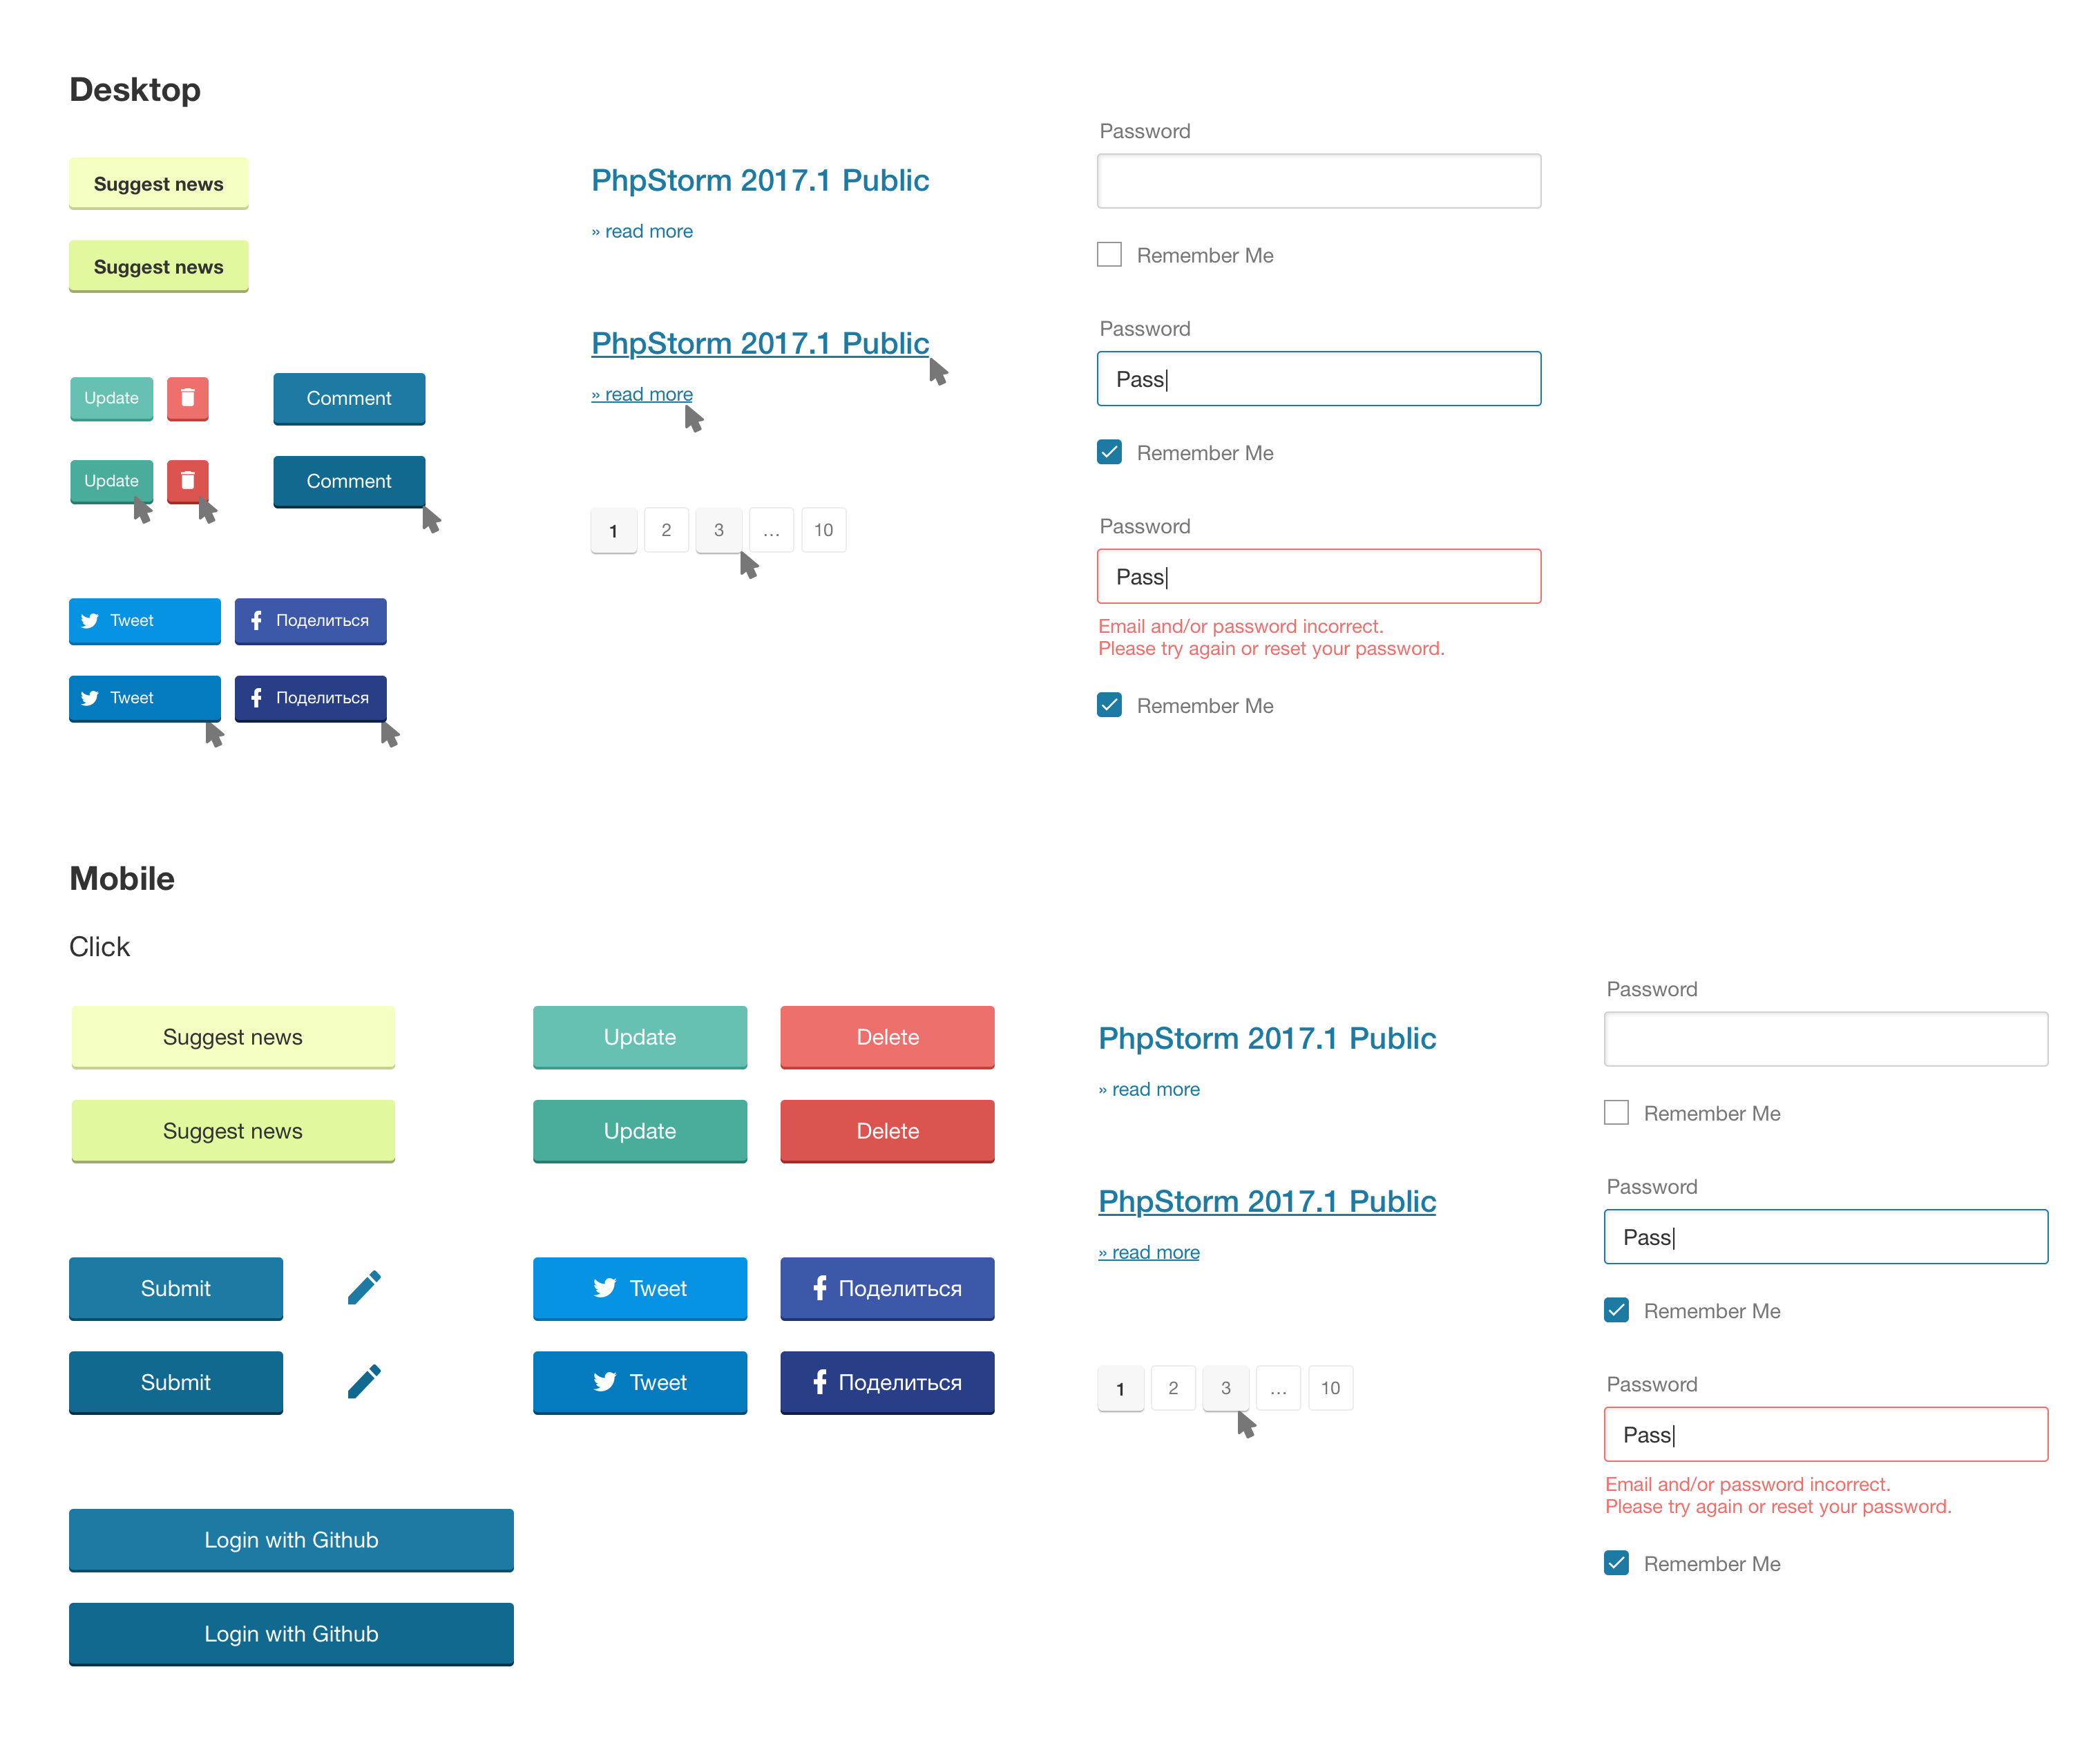 Desktop
Suggest news
Suggest news
Update
Comment
Update
Comment
Tweet
Поделиться
Tweet
Поделиться
PhpStorm 2017.1 Public
» read more
PhpStorm 2017.1 Public
» read more
1 2 3 ... 10
Password
Remember Me
Password
Pass
Remember Me
Password
Pass
Email and/or password incorrect.
Please try again or reset your password.
Remember Me
Mobile
Click
Suggest news
Suggest news
Update
Delete
Update
Delete
Submit
Submit
Tweet
Поделиться
Tweet
Поделиться
Login with Github
Login with Github
PhpStorm 2017.1 Public
» read more
PhpStorm 2017.1 Public
» read more
1 2 3 ... 10
Password
Remember Me
Password
Pass
Remember Me
Password
Pass
Email and/or password incorrect.
Please try again or reset your password.
Remember Me